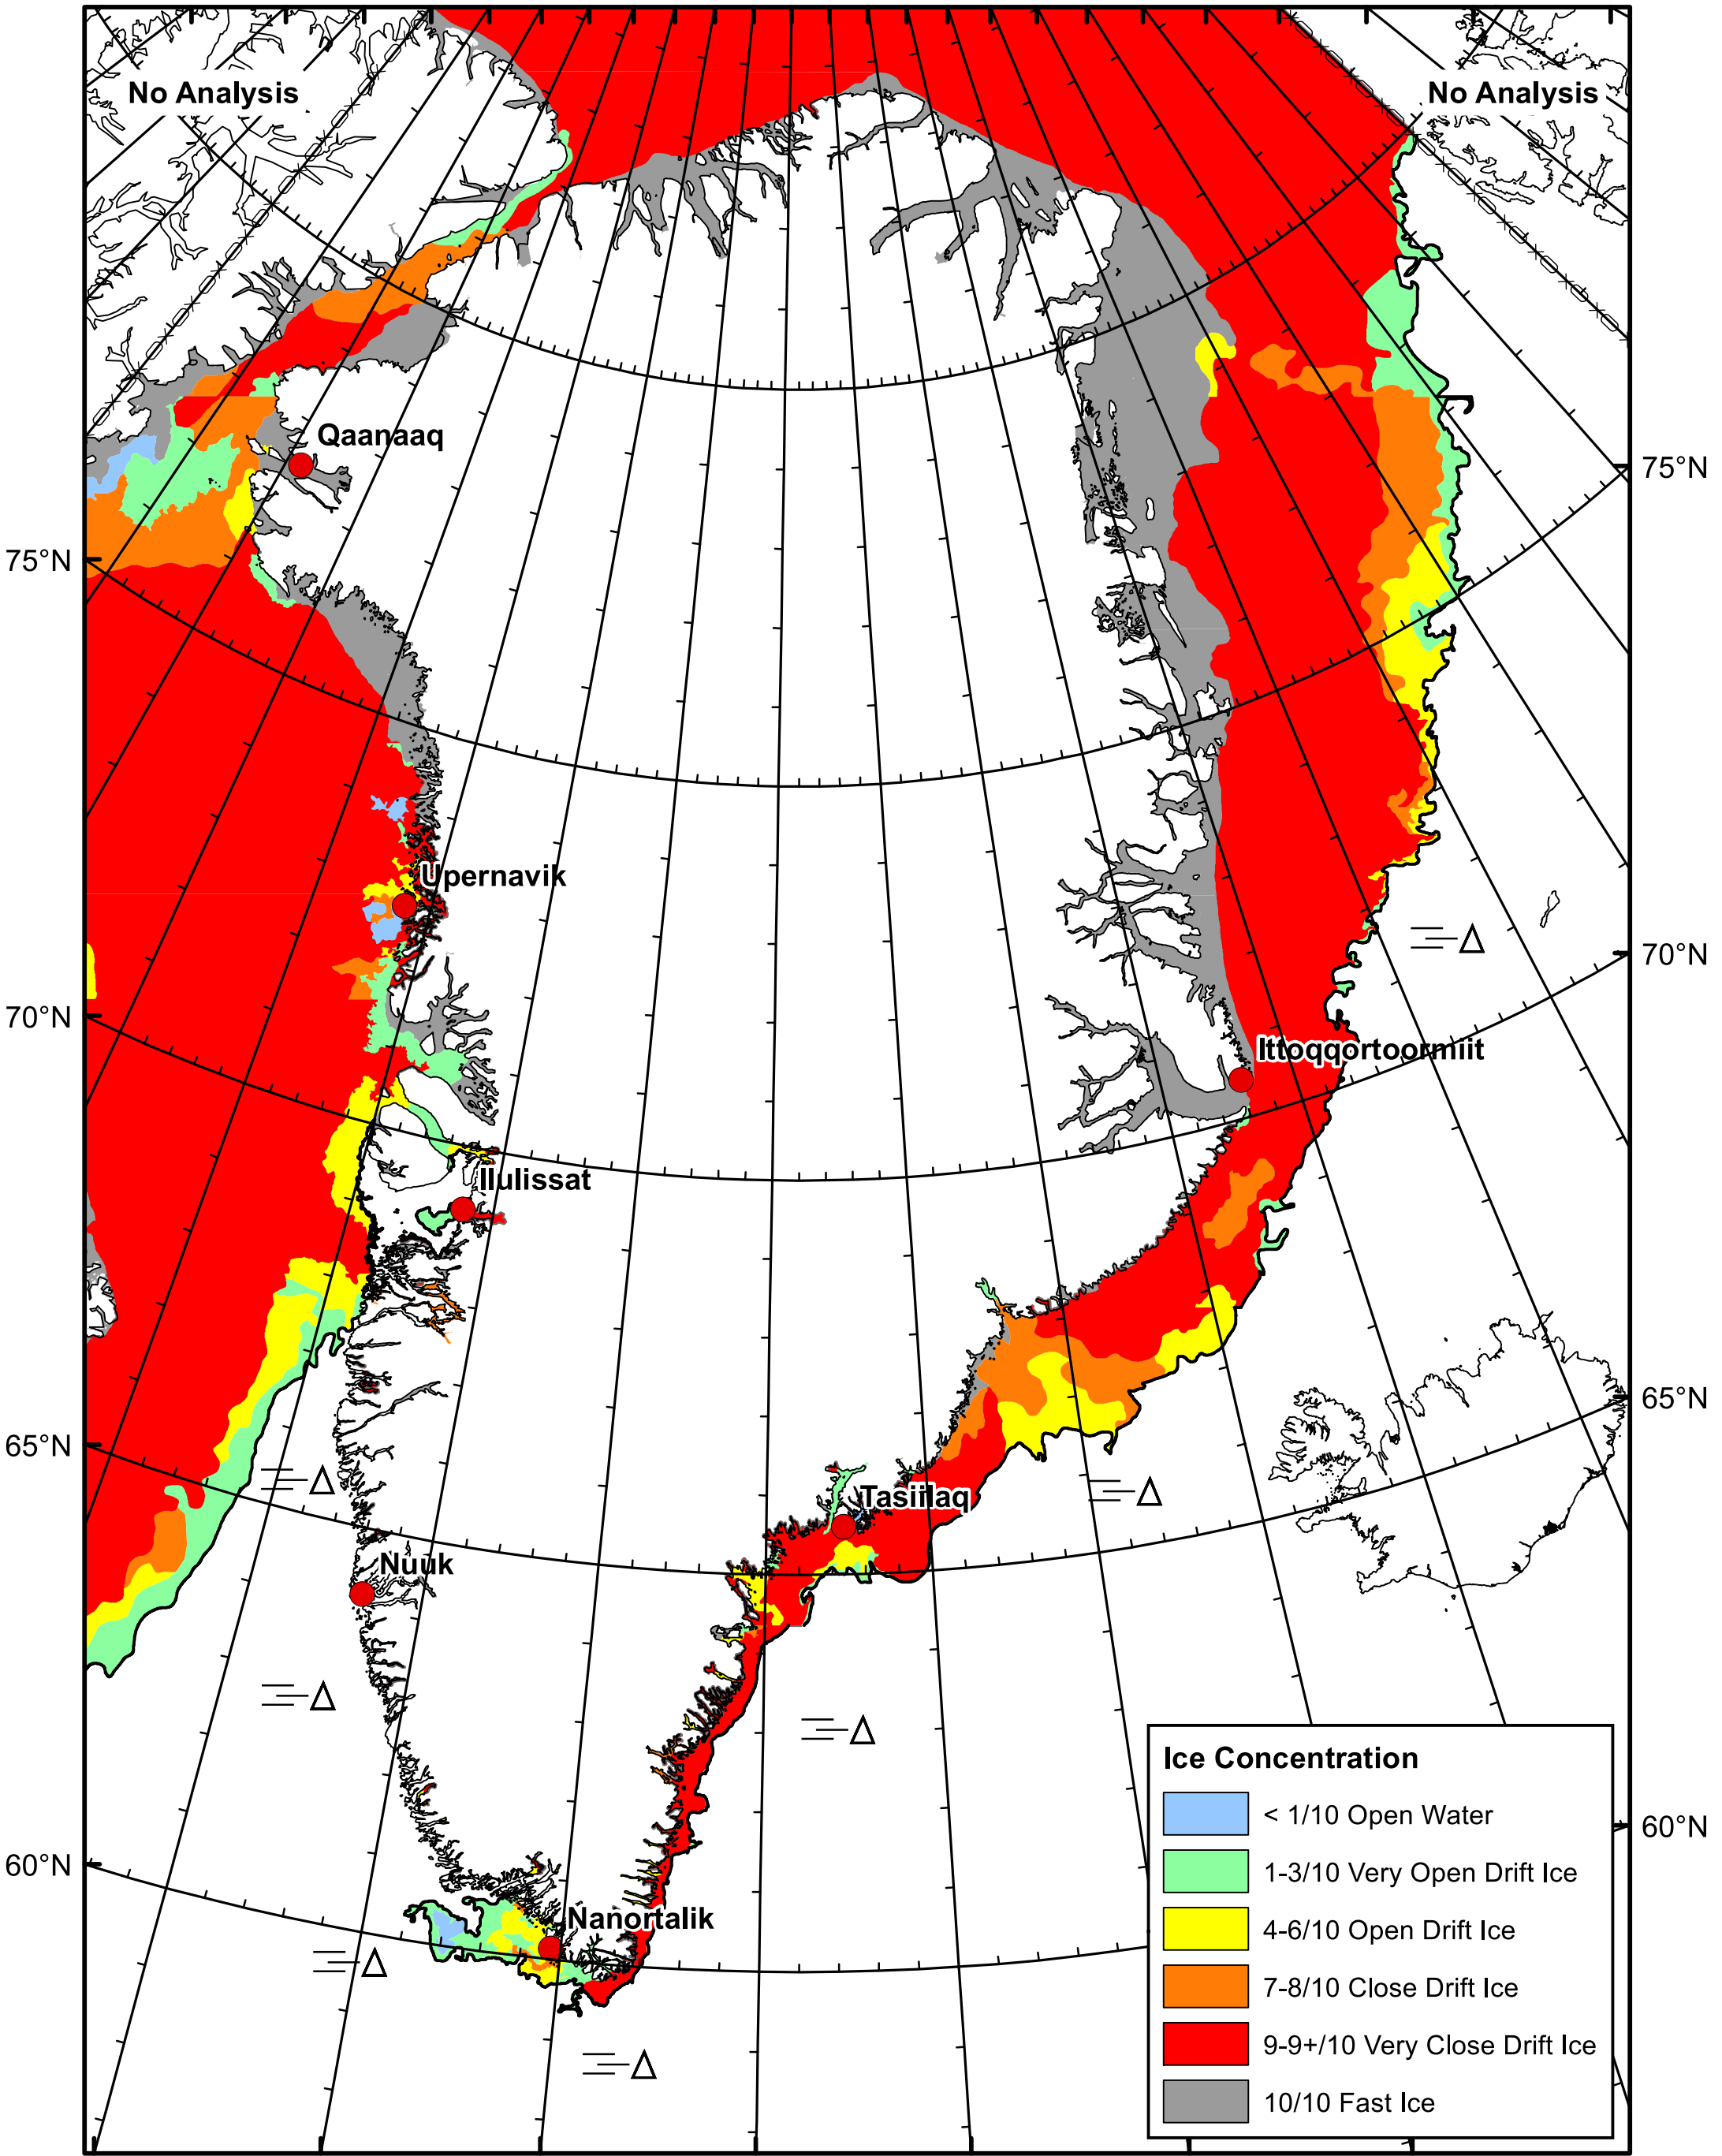 No Analysis
No Analysis
Qaanaaq
75°N
75°N
Upernavik
70°N
70°N
Ittoqqortoormiit
Ilulissat
65°N
65°N
Tasiilaq
Nuuk
Ice Concentration
< 1/10 Open Water
1-3/10 Very Open Drift Ice
4-6/10 Open Drift Ice
7-8/10 Close Drift Ice
9-9+/10 Very Close Drift Ice
10/10 Fast Ice
60°N
60°N
Nanortalik